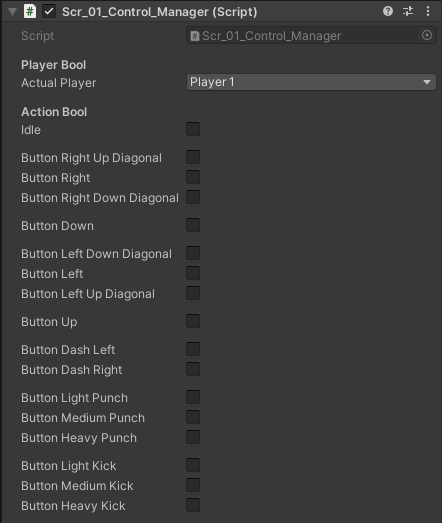 Scr_01_Control_Manager (Script)
Script Scr_01_Control_Manager
Player Bool
Actual Player Player 1
Action Bool
Idle
Button Right Up Diagonal
Button Right
Button Right Down Diagonal
Button Down
Button Left Down Diagonal
Button Left
Button Left Up Diagonal
Button Up
Button Dash Left
Button Dash Right
Button Light Punch
Button Medium Punch
Button Heavy Punch
Button Light Kick
Button Medium Kick
Button Heavy Kick